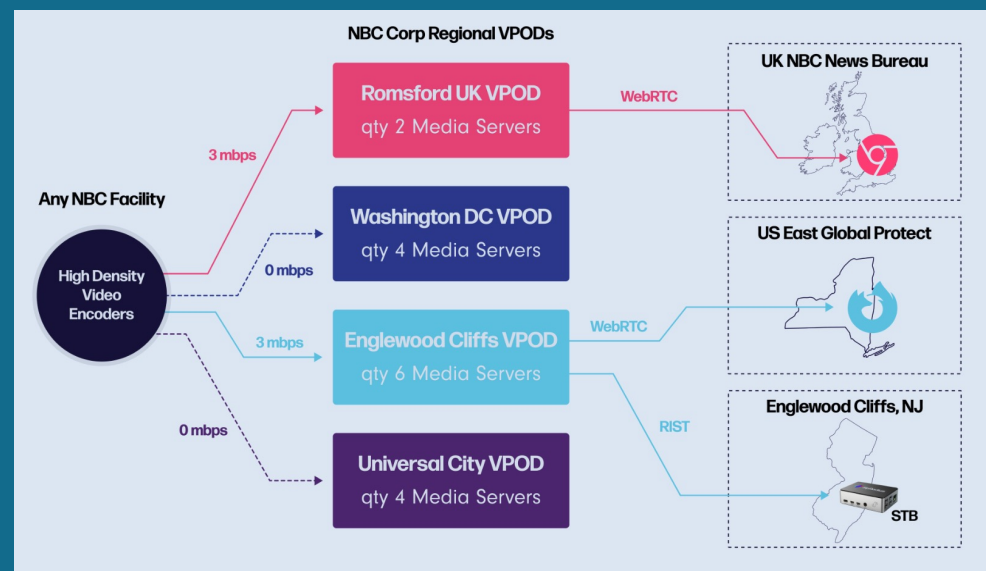 NBC Corp Regional VPODs
Any NBC Facility
High Density
Video
Encoders
3 mbps
0 mbps
3 mbps
0 mbps
Romsford UK VPOD
qty 2 Media Servers
Washington DC VPOD
qty 4 Media Servers
Englewood Cliffs VPOD
qty 6 Media Servers
Universal City VPOD
qty 4 Media Servers
WebRTC
WebRTC
RIST
UK NBC News Bureau
US East Global Protect
Englewood Cliffs, NJ
STB